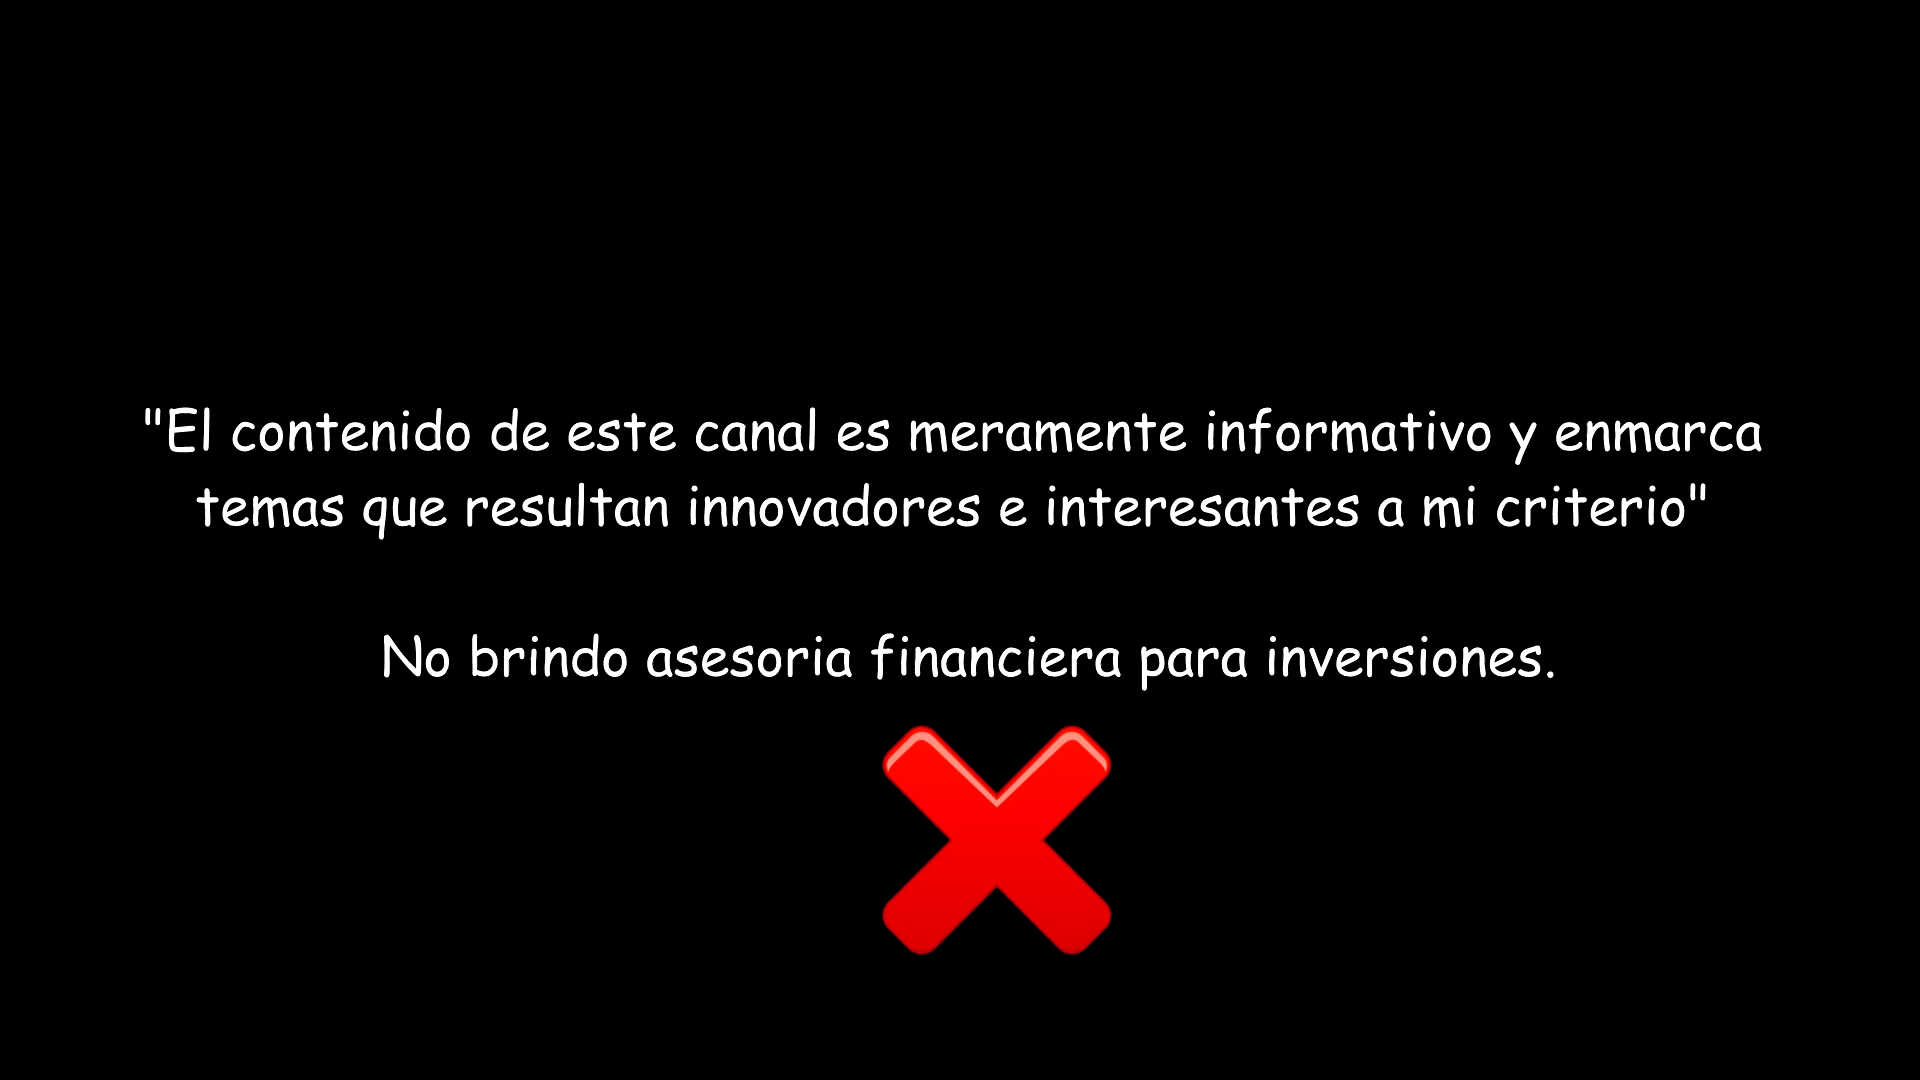 "El contenido de este canal es meramente informativo y enmarca
temas que resultan innovadores e interesantes a mi criterio"
No brindo asesoria financiera para inversiones.